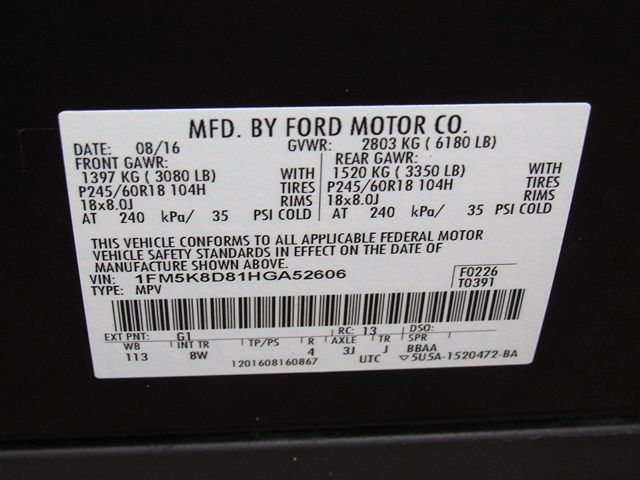 MFD. BY FORD MOTOR CO.
DATE: 08/16 GVWR: 2803 KG ( 6180 LB)
FRONT GAWR: REAR GAWR:
1397 KG ( 3080 LB) WITH 1520 KG ( 3350 LB) WITH
P245/60R18 104H TIRES P245/60R18 104H TIRES
18x8.0J RIMS 18x8.0J RIMS
AT 240 kPa/ 35 PSI COLD AT 240 kPa/ 35 PSI COLD
THIS VEHICLE CONFORMS TO ALL APPLICABLE FEDERAL MOTOR
VEHICLE SAFETY STANDARDS IN EFFECT ON THE DATE OF
MANUFACTURE SHOWN ABOVE.
VIN: 1FM5K8D81HGA52606 F0226
TYPE: MPV T0391
EXT PNT: G1 RC: 13 DSO:
WB INT TR TP/PS R AXLE TR SPR
113 8W 4 3J J BBAA
1201608160867 UTC ▽5U5A-1520472-BA